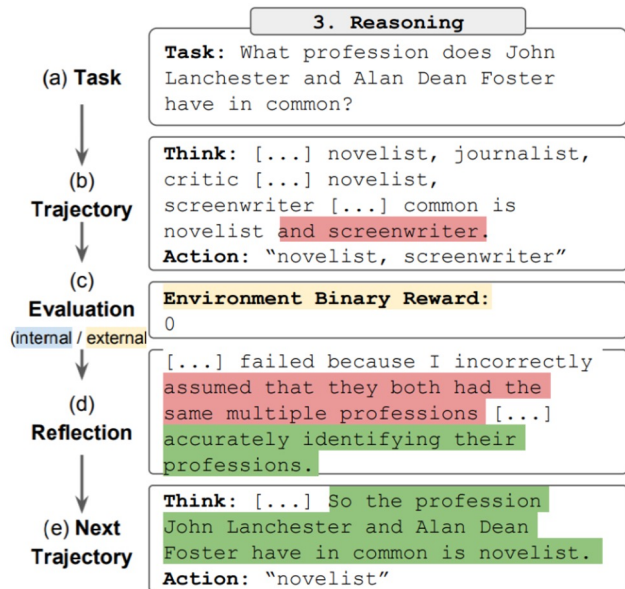 3. Reasoning
(a) Task
Task: What profession does John
Lanchester and Alan Dean Foster
have in common?
(b)
Trajectory
Think: [...] novelist, journalist,
critic [...] novelist,
screenwriter [...] common is
novelist and screenwriter.
Action: “novelist, screenwriter”
(c)
Evaluation
(internal / external
Environment Binary Reward:
0
(d)
Reflection
[...] failed because I incorrectly
assumed that they both had the
same multiple professions [...]
accurately identifying their
professions.
(e) Next
Trajectory
Think: [...] So the profession
John Lanchester and Alan Dean
Foster have in common is novelist.
Action: “novelist”